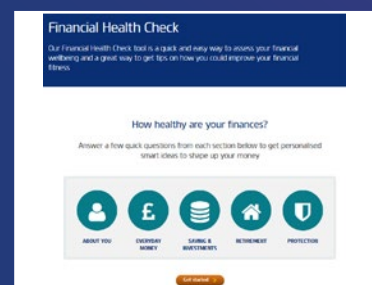 Financial Health Check
Our Financial Health Check tool is a quick and easy way to assess your financial
wellbeing and a great way to get tips on how you could improve your financial
fitness
How healthy are your finances?
Answer a few quick questions from each section below to get personalised
smart ideas to shape up your money
£
ABOUT YOU
EVERYDAY
MONEY
SAVING &
INVESTMENTS
RETIREMENT
PROTECTION
Get started